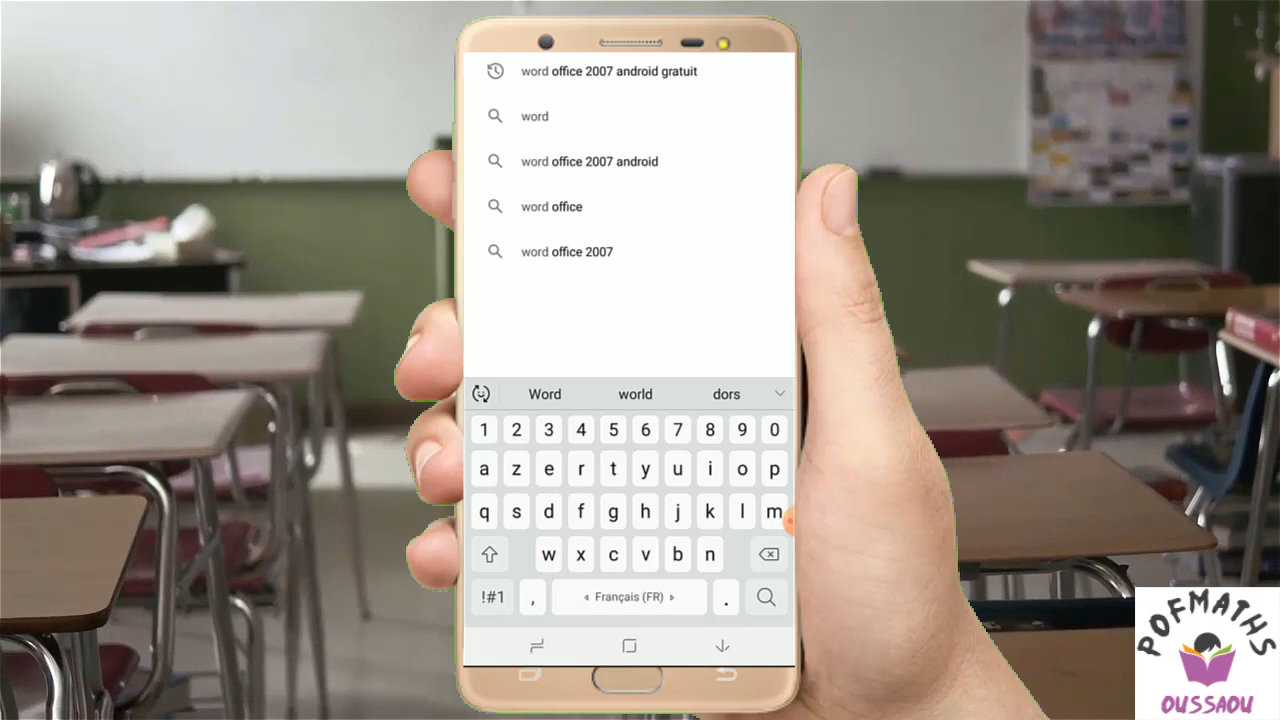 word office 2007 android gratuit
word
word office 2007 android
word office
word office 2007
Word world dors
1 2 3 4 5 6 7 8 9 0
a z e r t y u i o p
q s d f g h j k l m
w x c v b n
!#1 , Français (FR) .
POFMATHS
OUSSAOU